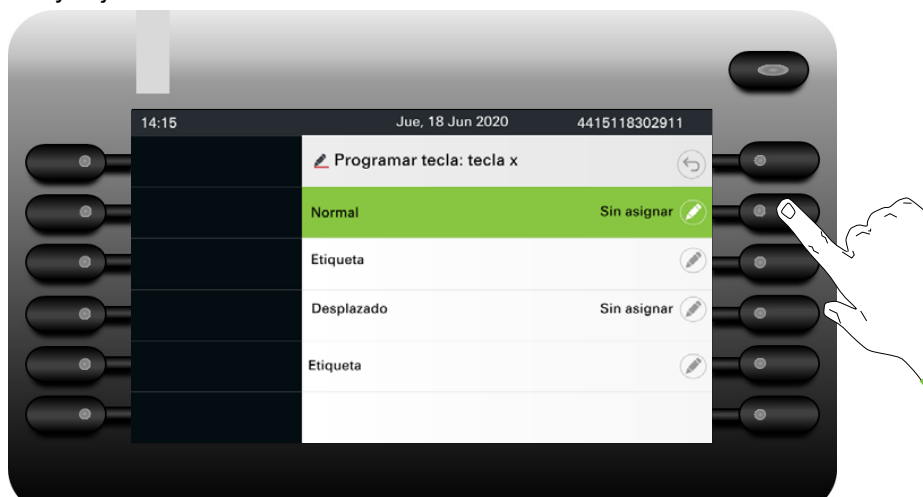 14:15 Jue, 18 Jun 2020 4415118302911
Programar tecla: tecla x
Normal Sin asignar
Etiqueta
Desplazado Sin asignar
Etiqueta